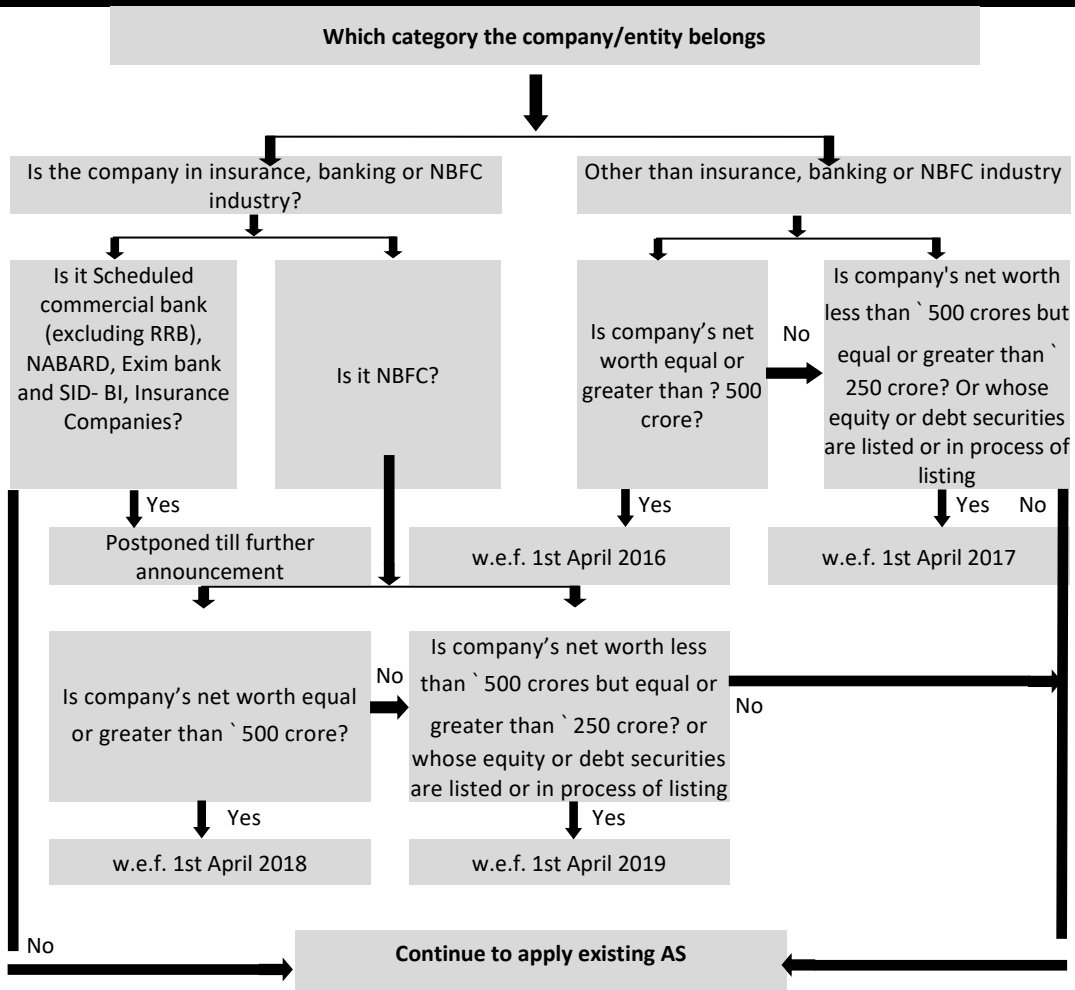 Which category the company/entity belongs
Is the company in insurance, banking or NBFC
industry?
Other than insurance, banking or NBFC industry
Is it Scheduled
commercial bank
(excluding RRB),
NABARD, Exim bank
and SID- BI, Insurance
Companies?
Is it NBFC?
Is company’s net
worth equal or
greater than ? 500
crore?
No
Is company's net worth
less than ` 500 crores but
equal or greater than `
250 crore? Or whose
equity or debt securities
are listed or in process of
listing
Yes
Yes
Yes No
Postponed till further
announcement
w.e.f. 1st April 2016
w.e.f. 1st April 2017
Is company’s net worth equal
or greater than ` 500 crore?
No
Is company’s net worth less
than ` 500 crores but equal or
greater than ` 250 crore? or
whose equity or debt securities
are listed or in process of listing
No
Yes
Yes
w.e.f. 1st April 2018
w.e.f. 1st April 2019
No
Continue to apply existing AS